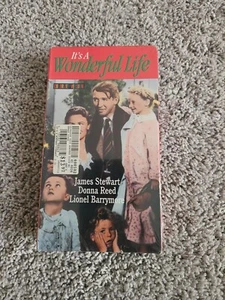 It's A
Wonderful Life
James Stewart
Donna Reed
Lionel Barrymore